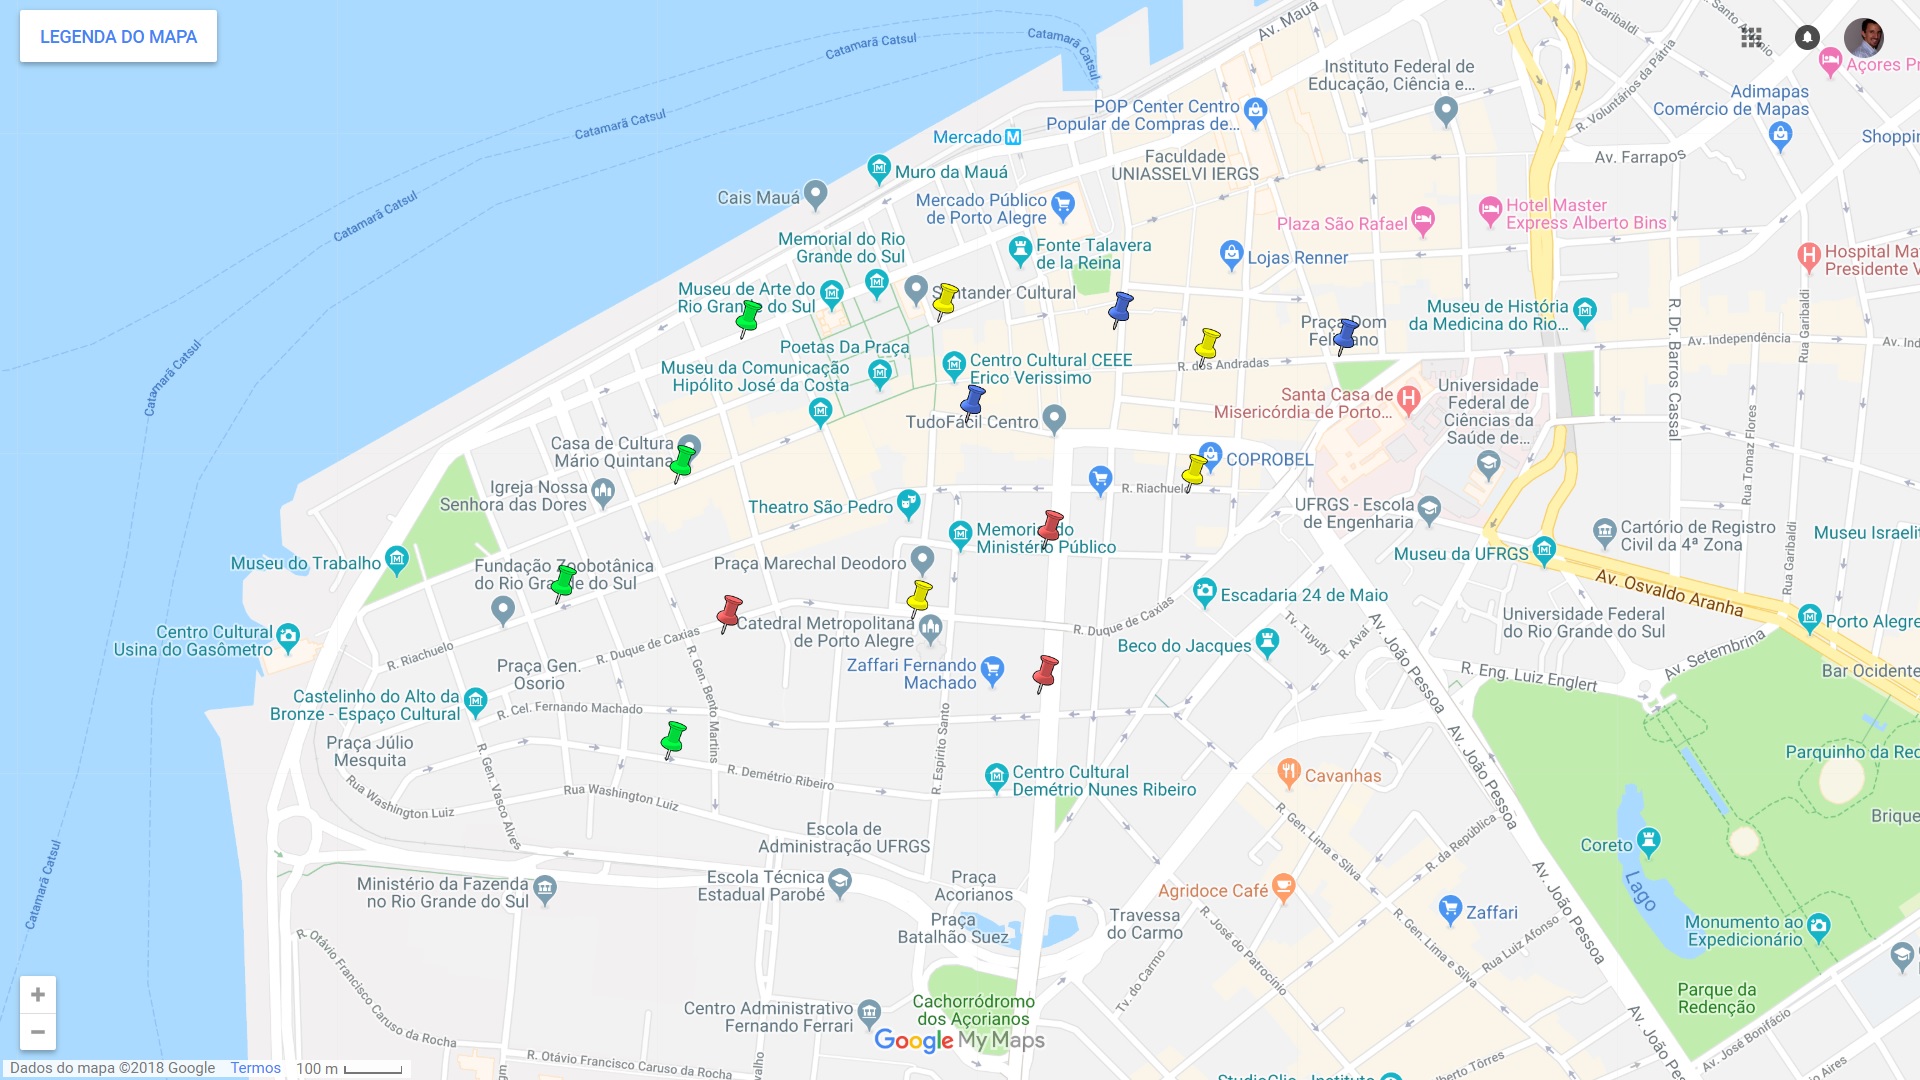 LEGENDA DO MAPA
Catamarã Catsul
Catamarã Catsul
Catamarã Catsul
Catamarã Catsul
Catamarã Catsul
Catamarã Catsul
Av. Mauá
R. Voluntários da Pátria
Instituto Federal de
Educação, Ciência e...
Açores
Adimapas
Comércio de Mapas
POP Center Centro
Popular de Compras de...
Mercado
Shoppin
Av. Farrapos
Faculdade
UNIASSELVI IERGS
Muro da Mauá
Cais Mauá
Mercado Público
de Porto Alegre
Hotel Master
Express Alberto Bins
Plaza São Rafael
Memorial do Rio
Grande do Sul
Fonte Talavera
de la Reina
Lojas Renner
Hospital
Presidente
Museu de Arte do
Rio Grande do Sul
Santander Cultural
Museu de História
da Medicina do Rio...
Praça Dom
Feliciano
R. Dr. Barros Cassal
Rua Garibaldi
Av. Independência
Poetas Da Praça
Museu da Comunicação
Hipólito José da Costa
Centro Cultural CEEE
Erico Verissimo
R. dos Andradas
Santa Casa de
Misericórdia de Porto...
Universidade
Federal de
Ciências da
Saúde de...
Rua Tomaz Flores
TudoFácil Centro
Casa de Cultura
Mário Quintana
COPROBEL
Igreja Nossa
Senhora das Dores
R. Riachuelo
Theatro São Pedro
UFRGS - Escola
de Engenharia
Cartório de Registro
Civil da 4ª Zona
Rua Garibaldi
Museu Israelit
Memorial do
Ministério Público
Museu da UFRGS
Museu do Trabalho
Fundação Zoobotânica
do Rio Grande do Sul
Praça Marechal Deodoro
Av. Osvaldo Aranha
Escadaria 24 de Maio
Universidade Federal
do Rio Grande do Sul
Porto Alegre
Centro Cultural
Usina do Gasômetro
R. Riachuelo
R. Duque de Caxias
Catedral Metropolitana
de Porto Alegre
R. Duque de Caxias
Tv. Tuyuty
R. Avaí
Av. João Pessoa
Beco do Jacques
Av. Setembrina
Praça Gen.
Osorio
R. Gen. Bento Martins
Zaffari Fernando
Machado
R. Eng. Luiz Englert
Bar Ocidente
Castelinho do Alto da
Bronze - Espaço Cultural
R. Cel. Fernando Machado
R. Espírito Santo
Praça Júlio
Mesquita
R. Gen. Vasco Alves
Av. João Pessoa
Parquinho da Red
R. Demétrio Ribeiro
Centro Cultural
Demétrio Nunes Ribeiro
Cavanhas
Rua Washington Luiz
Rua Washington Luiz
R. Gen. Lima e Silva
R. da República
Brique
Escola de
Administração UFRGS
Coreto
Lago
Ministério da Fazenda
no Rio Grande do Sul
Escola Técnica
Estadual Parobé
Praça
Acorianos
Agridoce Café
Av. João Pessoa
Praça
Batalhão Suez
Travessa
do Carmo
Zaffari
R. José do Patrocínio
R. Gen. Lima e Silva
Rua Luiz Afonso
Monumento ao
Expedicionário
R. Otávio Francisco Caruso da Rocha
Tv. do Carmo
Parque da
Redenção
Centro Administrativo
Fernando Ferrari
Cachorródromo
dos Açorianos
Google My Maps
Av. João Pessoa
Av. José Bonifácio
R. Otávio Francisco Caruso da Rocha
StudioClio - Instituto
Dados do mapa ©2018 Google Termos 100 m